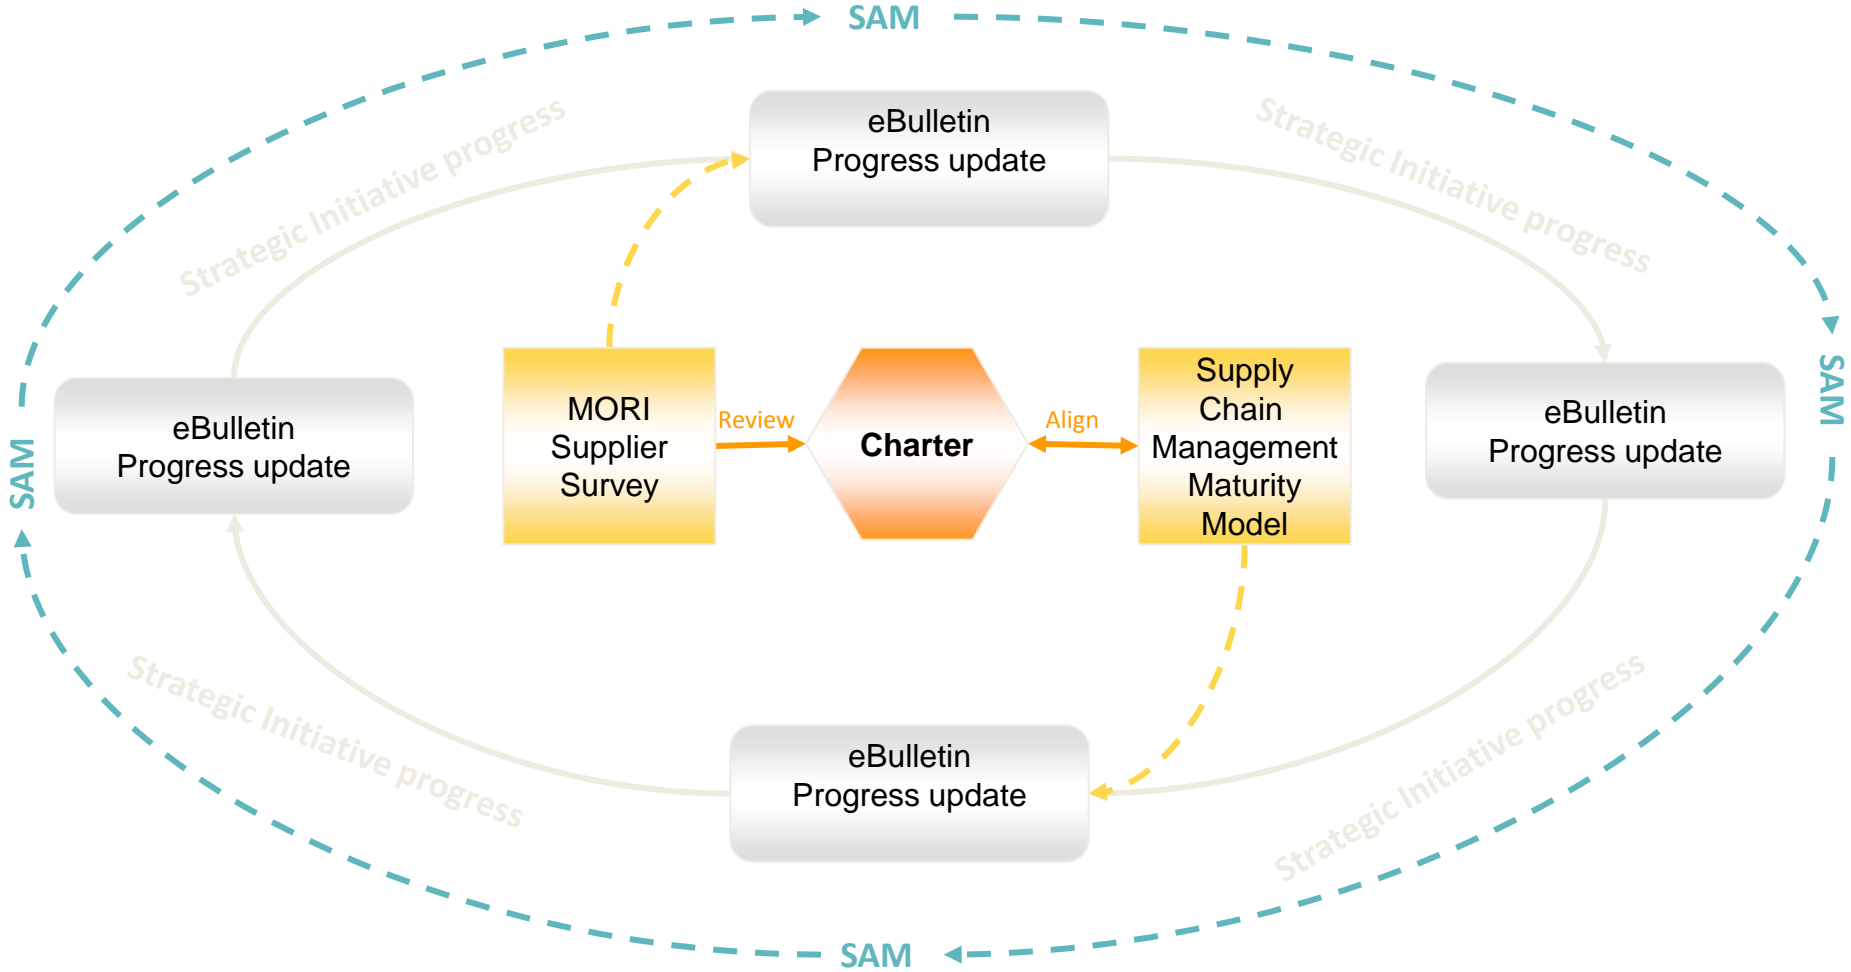 SAM
eBulletin
Progress update
Strategic Initiative progress
Strategic Initiative progress
SAM
SAM
eBulletin
Progress update
MORI
Supplier
Survey
Review
Charter
Align
Supply
Chain
Management
Maturity
Model
eBulletin
Progress update
Strategic Initiative progress
Strategic Initiative progress
eBulletin
Progress update
SAM